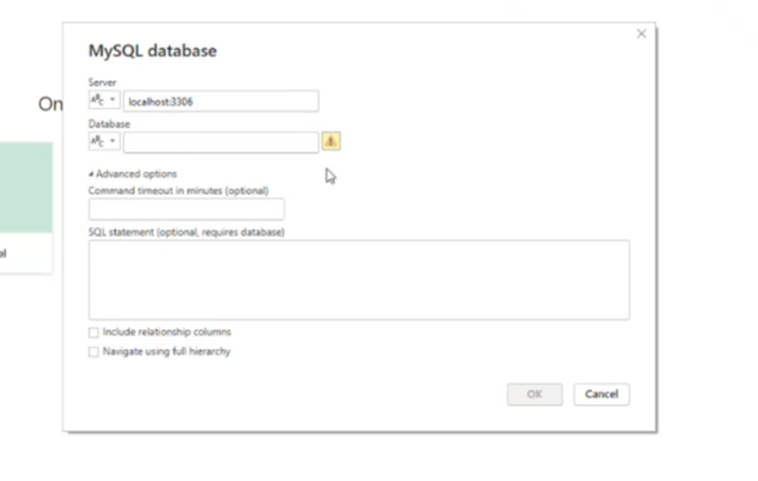 MySQL database
Server
ABC
localhost:3306
On
Database
ABC
Advanced options
Command timeout in minutes (optional)
SQL statement (optional, requires database)
Include relationship columns
Navigate using full hierarchy
OK
Cancel